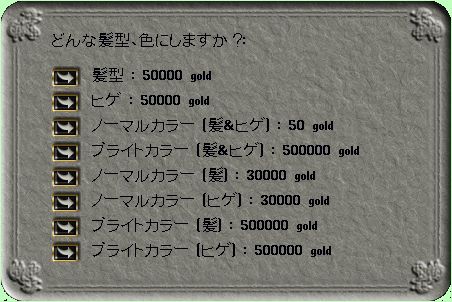 どんな髪型、色にしますか?:
髪型 : 50000 gold
ヒゲ : 50000 gold
ノーマルカラー (髪&ヒゲ) : 50 gold
ブライトカラー (髪&ヒゲ) : 500000 gold
ノーマルカラー (髪) : 30000 gold
ノーマルカラー (ヒゲ) : 30000 gold
ブライトカラー (髪) : 500000 gold
ブライトカラー (ヒゲ) : 500000 gold